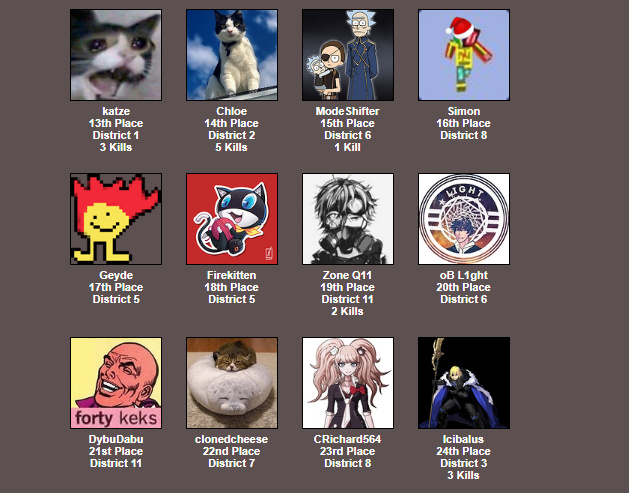 katze
13th Place
District 1
3 Kills
Chloe
14th Place
District 2
5 Kills
ModeShifter
15th Place
District 6
1 Kill
Simon
16th Place
District 8
Geyde
17th Place
District 5
Firekitten
18th Place
District 5
Zone Q11
19th Place
District 11
2 Kills
LIGHT
oB L1ght
20th Place
District 6
forty keks
DybuDabu
21st Place
District 11
clonedcheese
22nd Place
District 7
CRichard564
23rd Place
District 8
Icibalus
24th Place
District 3
3 Kills